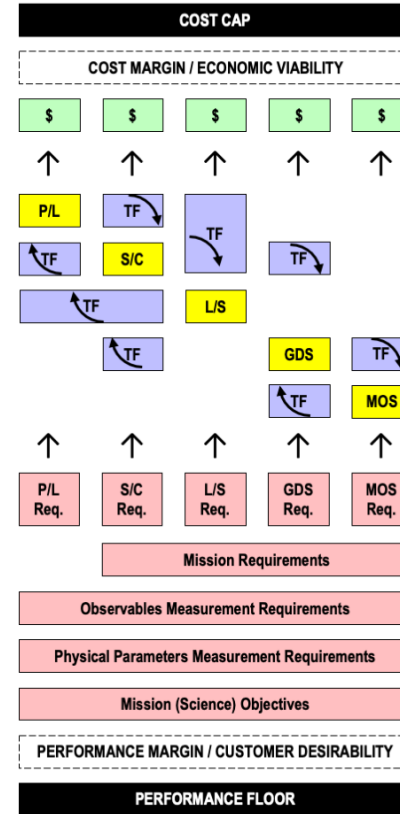 COST CAP
COST MARGIN / ECONOMIC VIABILITY
$ $ $ $ $
P/L TF TF
TF S/C TF
TF L/S
TF GDS TF
TF MOS
P/L Req. S/C Req. L/S Req. GDS Req. MOS Req.
Mission Requirements
Observables Measurement Requirements
Physical Parameters Measurement Requirements
Mission (Science) Objectives
PERFORMANCE MARGIN / CUSTOMER DESIRABILITY
PERFORMANCE FLOOR